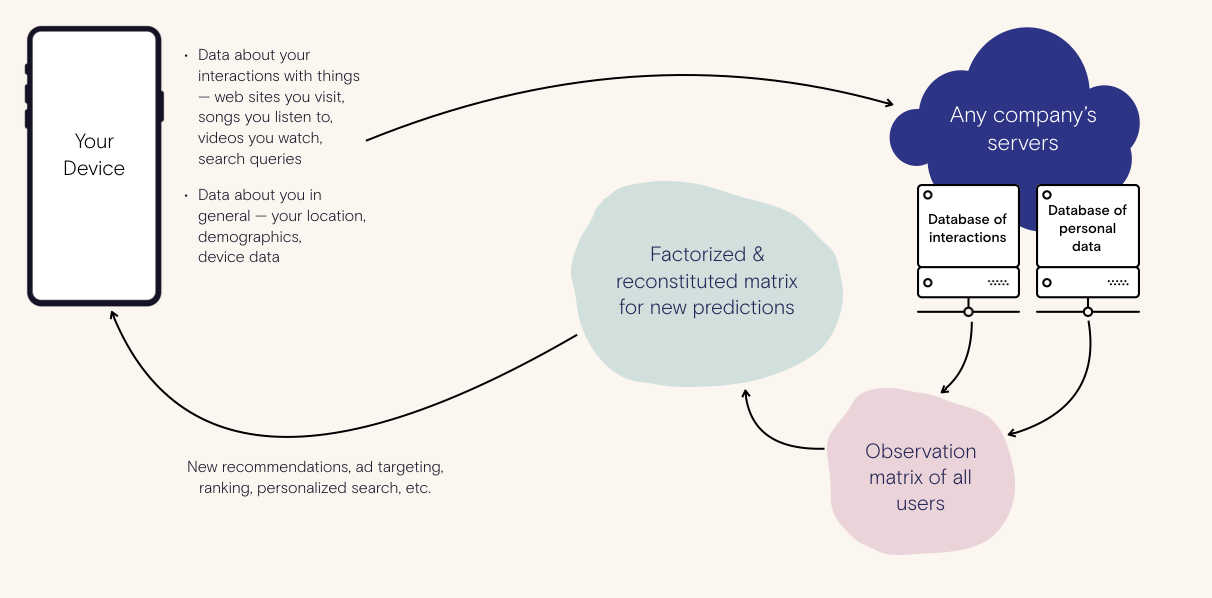 Your
Device
• Data about your
interactions with things
— web sites you visit,
songs you listen to,
videos you watch,
search queries
• Data about you in
general — your location,
demographics,
device data
Any company’s
servers
Database of
interactions
Database of
personal
data
Factorized &
reconstituted matrix
for new predictions
Observation
matrix of all
users
New recommendations, ad targeting,
ranking, personalized search, etc.